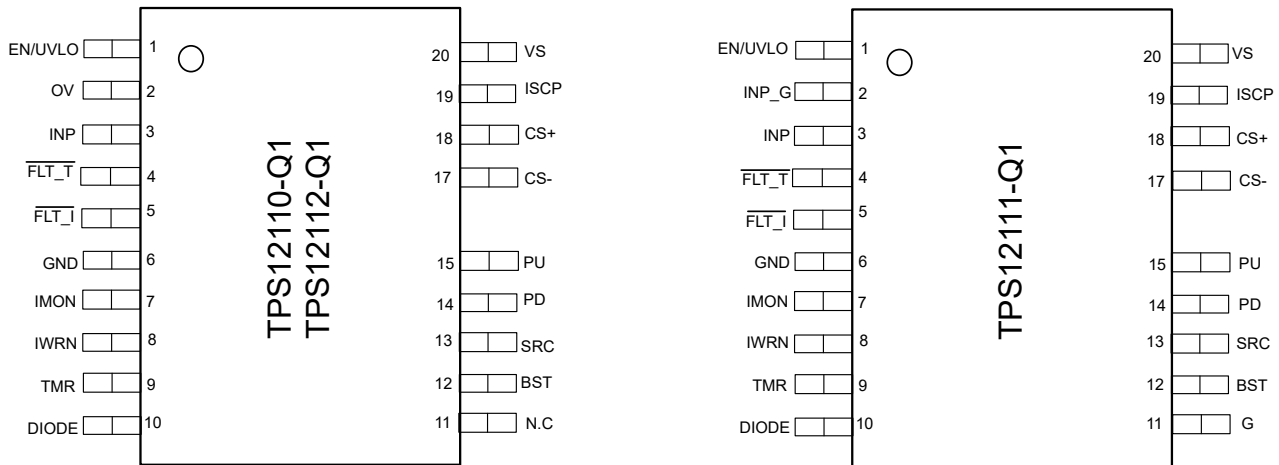 EN/UVLO 1
OV 2
INP 3
FLT_T 4
FLT_I 5
GND 6
IMON 7
IWRN 8
TMR 9
DIODE 10
TPS12110-Q1
TPS12112-Q1
20 VS
19 ISCP
18 CS+
17 CS-
15 PU
14 PD
13 SRC
12 BST
11 N.C
EN/UVLO 1
INP_G 2
INP 3
FLT_T 4
FLT_I 5
GND 6
IMON 7
IWRN 8
TMR 9
DIODE 10
TPS12111-Q1
20 VS
19 ISCP
18 CS+
17 CS-
15 PU
14 PD
13 SRC
12 BST
11 G